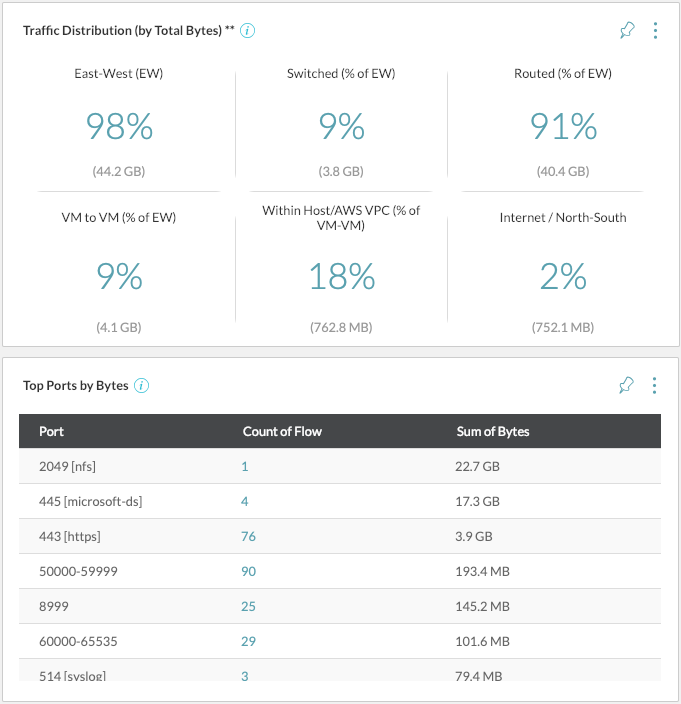 Traffic Distribution (by Total Bytes) **
East-West (EW)
98%
(44.2 GB)
Switched (% of EW)
9%
(3.8 GB)
Routed (% of EW)
91%
(40.4 GB)
VM to VM (% of EW)
9%
(4.1 GB)
Within Host/AWS VPC (% of
VM-VM)
18%
(762.8 MB)
Internet / North-South
2%
(752.1 MB)
Top Ports by Bytes
Port Count of Flow Sum of Bytes
2049 [nfs] 1 22.7 GB
445 [microsoft-ds] 4 17.3 GB
443 [https] 76 3.9 GB
50000-59999 90 193.4 MB
8999 25 145.2 MB
60000-65535 29 101.6 MB
514 [syslog] 3 79.4 MB